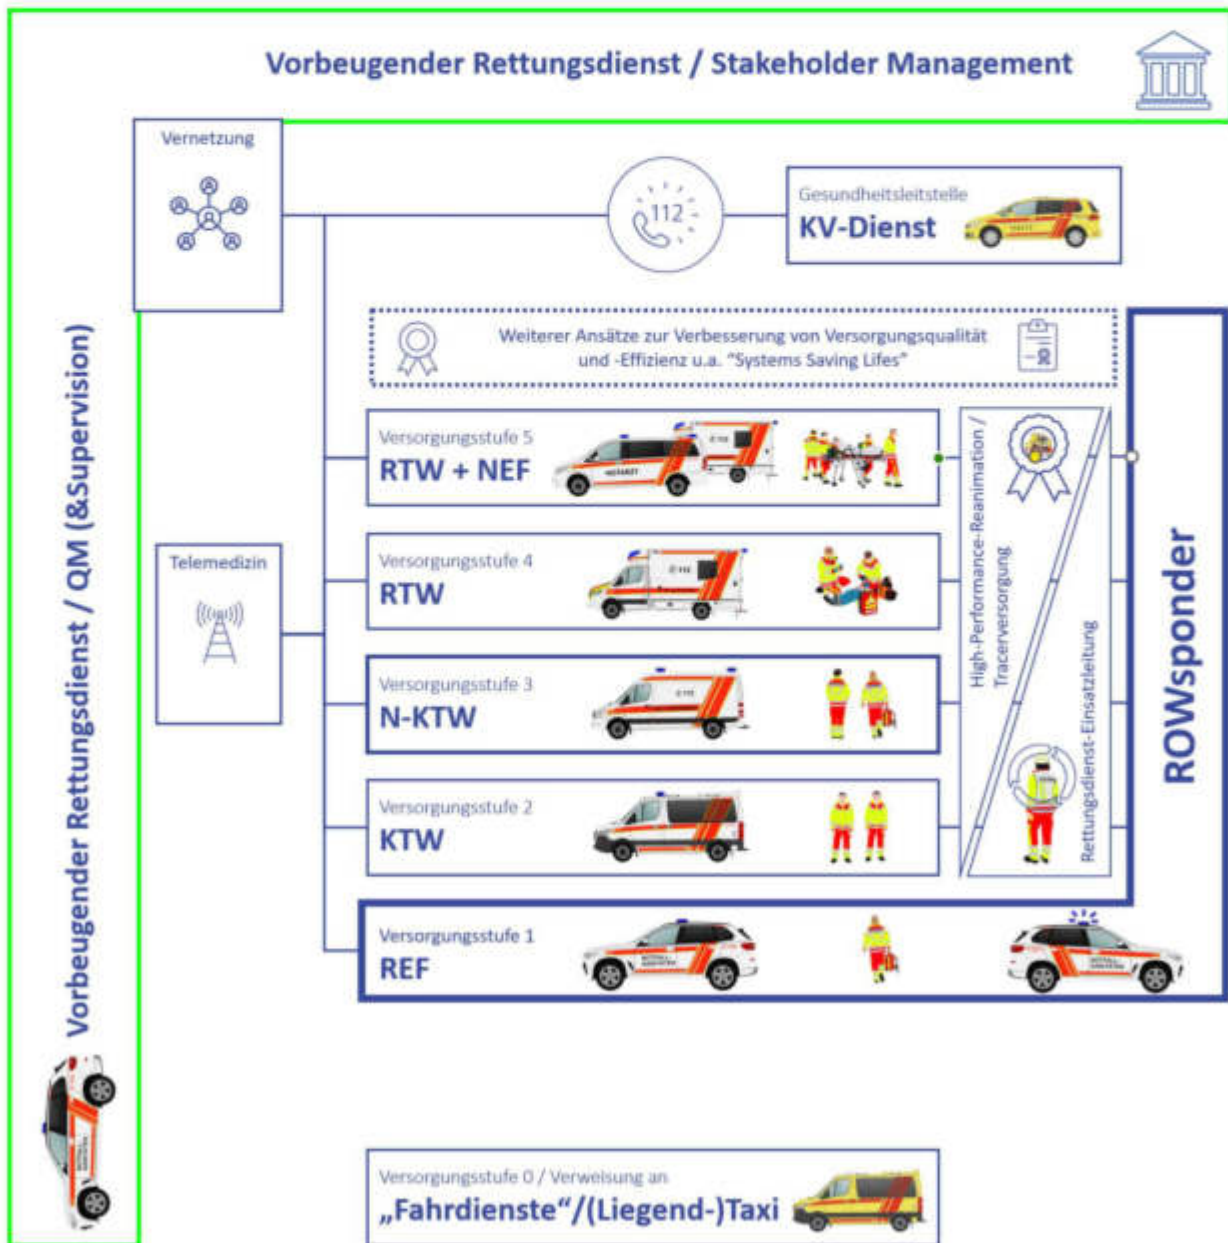 Vorbeugender Rettungsdienst / Stakeholder Management
Vernetzung
112
Gesundheitsleitstelle
KV-Dienst
Vorbeugender Rettungsdienst / QM (&Supervision)
Weiterer Ansätze zur Verbesserung von Versorgungsqualität
und -Effizienz u.a. "Systems Saving Lifes"
Versorgungsstufe 5
RTW + NEF
NOTARZT
Telemedizin
Versorgungsstufe 4
RTW
Versorgungsstufe 3
N-KTW
Versorgungsstufe 2
KTW
High-Performance-Reanimation /
Tracerversorgung
Rettungsdienst-Einsatzleitung
ROWsponder
Versorgungsstufe 1
REF
Versorgungsstufe 0 / Verweisung an
„Fahrdienste“/(Liegend-)Taxi